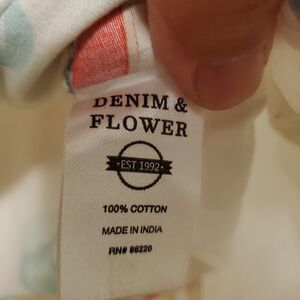 DENIM &
FLOWER
EST 1992
100% COTTON
MADE IN INDIA
RN# 86220